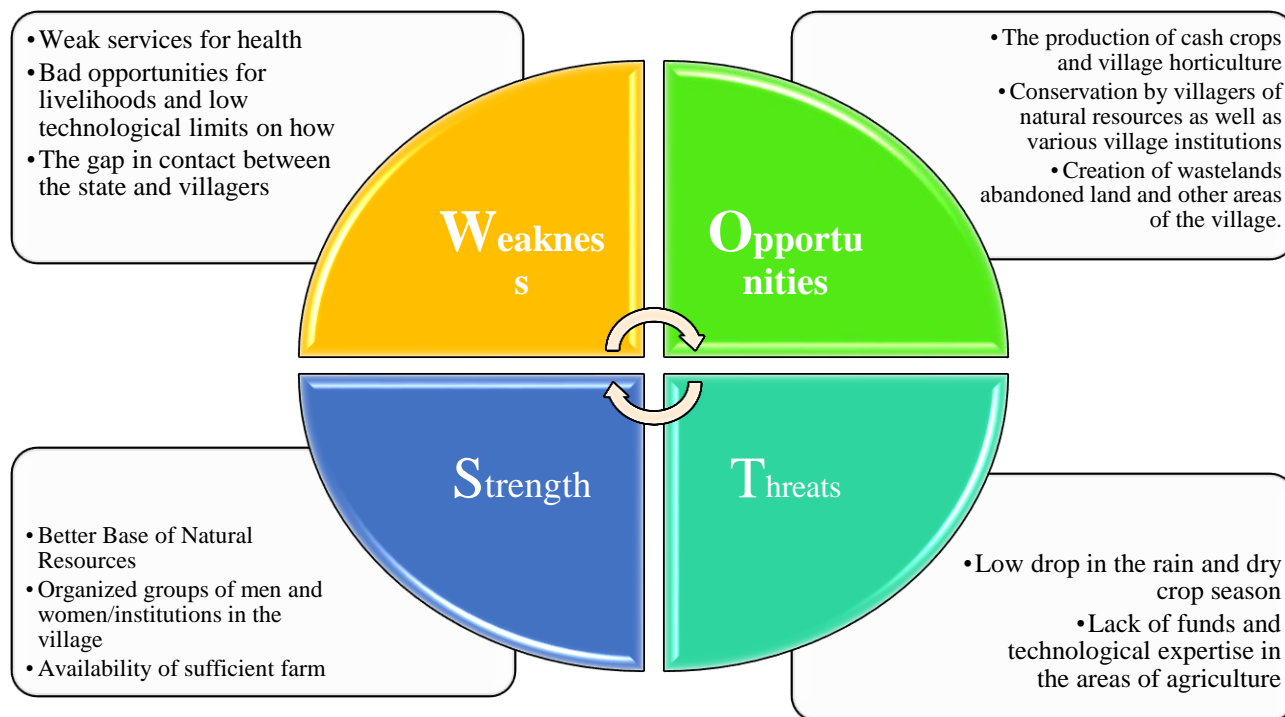 •Weak services for health
•Bad opportunities for
livelihoods and low
technological limits on how
•The gap in contact between
the state and villagers
•The production of cash crops
and village horticulture
•Conservation by villagers of
natural resources as well as
various village institutions
•Creation of wastelands
abandoned land and other areas
of the village.
Weaknes
s
Opportu
nities
Strength
Threats
•Better Base of Natural
Resources
•Organized groups of men and
women/institutions in the
village
•Availability of sufficient farm
•Low drop in the rain and dry
crop season
•Lack of funds and
technological expertise in
the areas of agriculture